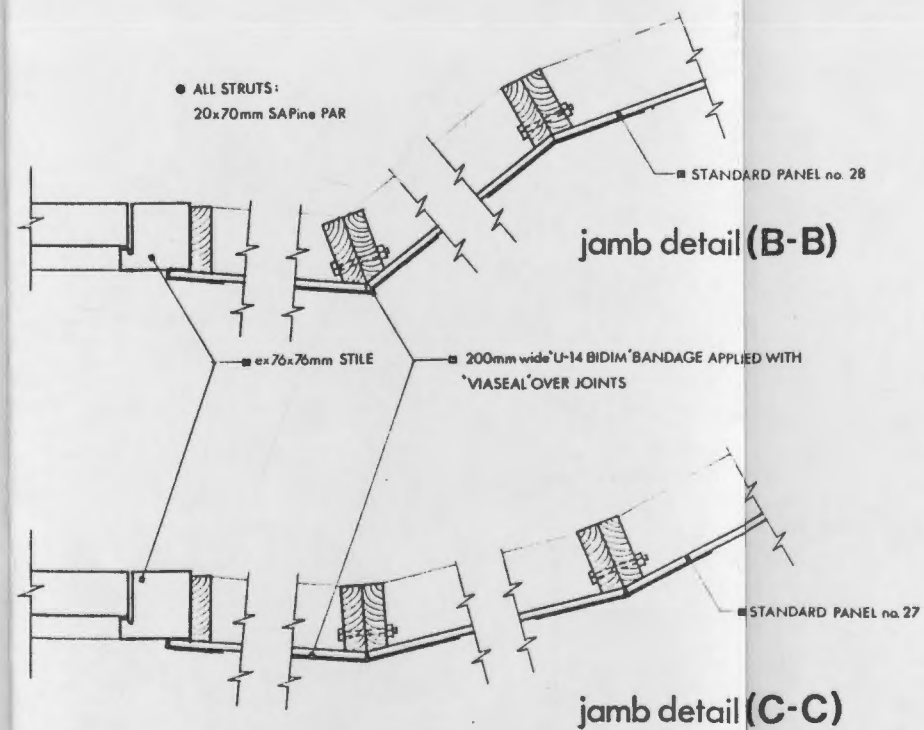 ALL STRUTS:
20x70mm SAPine PAR
STANDARD PANEL no. 28
jamb detail (B-B)
ex76x76mm STILE
200mm wide 'U-14 BIDIM' BANDAGE APPLIED WITH
'VIASEAL' OVER JOINTS
STANDARD PANEL no. 27
jamb detail (C-C)